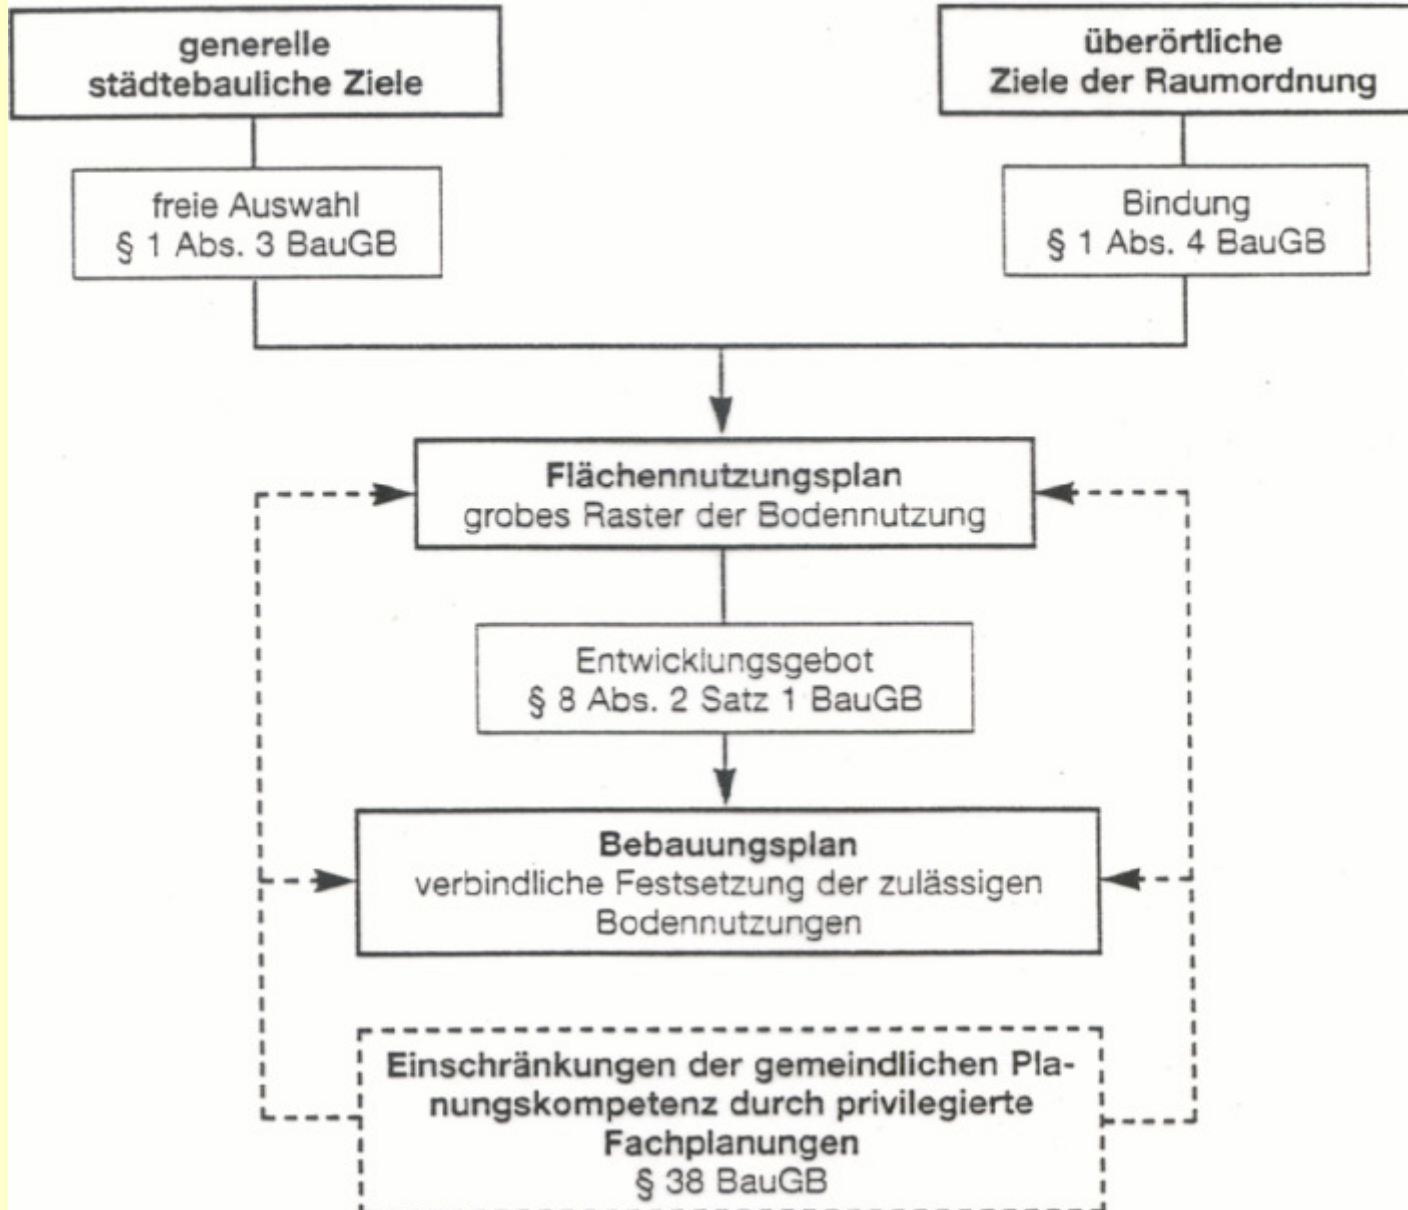 generelle
städtebauliche Ziele
überörtliche
Ziele der Raumordnung
freie Auswahl
§ 1 Abs. 3 BauGB
Bindung
§ 1 Abs. 4 BauGB
Flächennutzungsplan
grobes Raster der Bodennutzung
Entwicklungsgebot
§ 8 Abs. 2 Satz 1 BauGB
Bebauungsplan
verbindliche Festsetzung der zulässigen
Bodennutzungen
Einschränkungen der gemeindlichen Pla-
nungskompetenz durch privilegierte
Fachplanungen
§ 38 BauGB